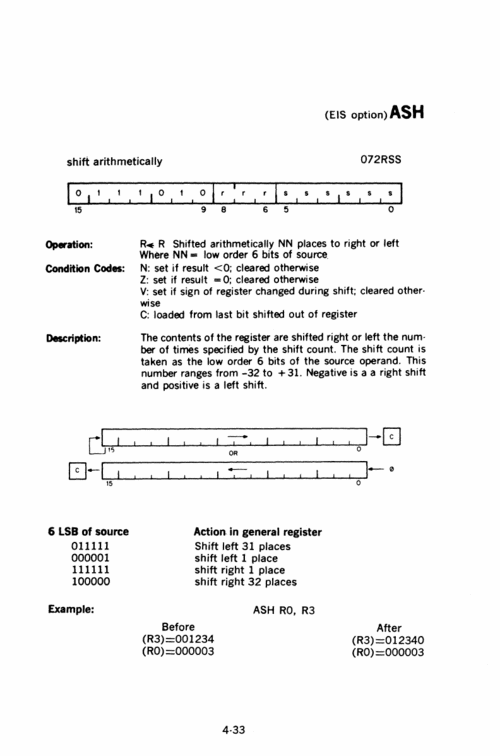 (EIS option) ASH
shift arithmetically 072RSS
0 1 1 1 0 1 0 r r r s s s s s s
15 9 8 6 5 0
Operation: R◄ R Shifted arithmetically NN places to right or left
Where NN = low order 6 bits of source
Condition Codes: N: set if result <0; cleared otherwise
Z: set if result =0; cleared otherwise
V: set if sign of register changed during shift; cleared other-
wise
C: loaded from last bit shifted out of register
Description: The contents of the register are shifted right or left the num-
ber of times specified by the shift count. The shift count is
taken as the low order 6 bits of the source operand. This
number ranges from -32 to +31. Negative is a a right shift
and positive is a left shift.
C
15 OR 0
C 0
15 0
6 LSB of source Action in general register
011111 Shift left 31 places
000001 shift left 1 place
111111 shift right 1 place
100000 shift right 32 places
Example: ASH R0, R3
Before After
(R3)=001234 (R3)=012340
(R0)=000003 (R0)=000003
4-33